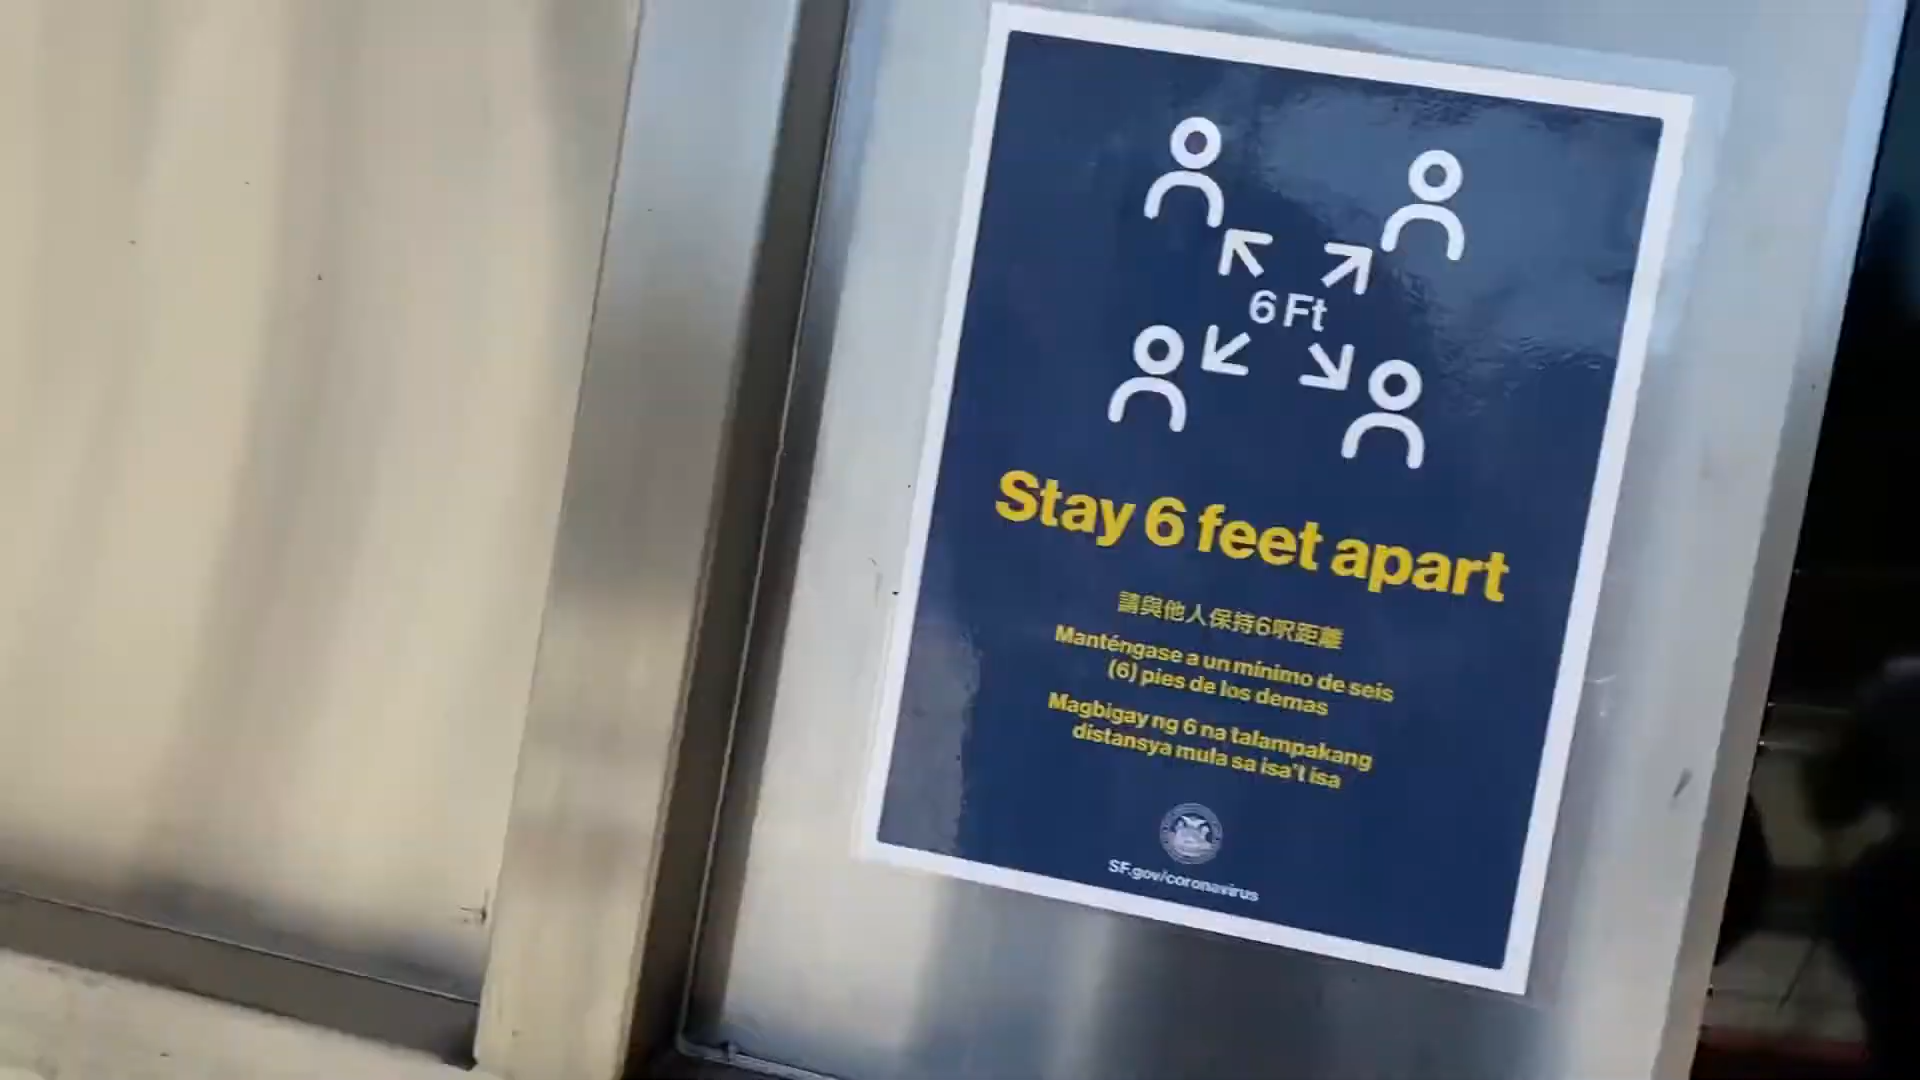 6 Ft
Stay 6 feet apart
請與他人保持6呎距離
Manténgase a un mínimo de seis
(6) pies de los demas
Magbigay ng 6 na talampakang
distansya mula sa isa't isa
SF.gov/coronavirus